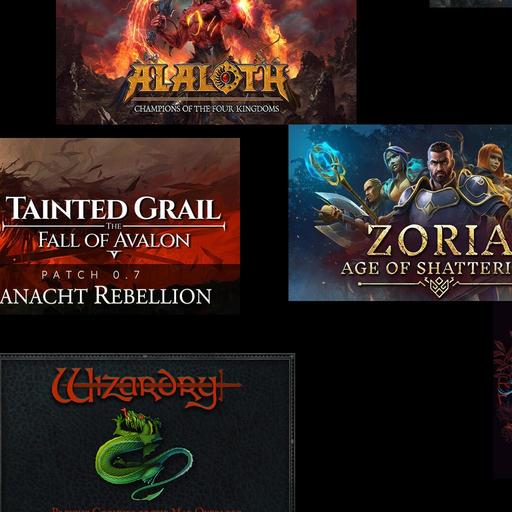 ALALOTH
CHAMPIONS OF THE FOUR KINGDOMS
TAINTED GRAIL
THE
FALL OF AVALON
PATCH 0.7
ANACHT REBELLION
ZORIA
AGE OF SHATTERI
Wizardry